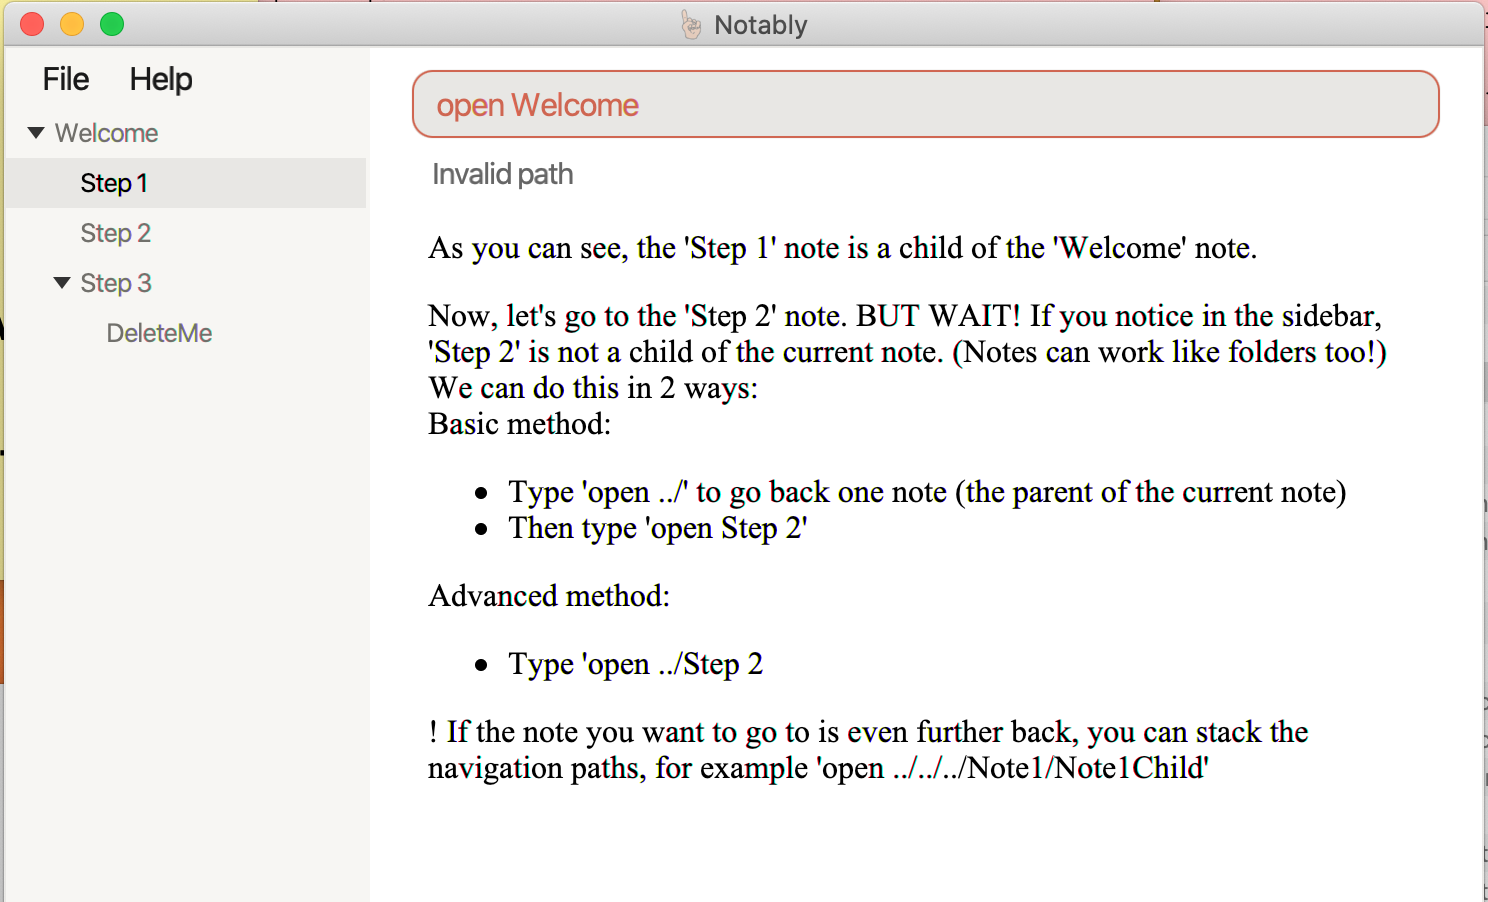 Notably
File Help
Welcome
Step 1
Step 2
Step 3
DeleteMe
open Welcome
Invalid path
As you can see, the 'Step 1' note is a child of the 'Welcome' note.
Now, let's go to the 'Step 2' note. BUT WAIT! If you notice in the sidebar,
'Step 2' is not a child of the current note. (Notes can work like folders too!)
We can do this in 2 ways:
Basic method:
Type 'open ../' to go back one note (the parent of the current note)
Then type 'open Step 2'
Advanced method:
Type 'open ../Step 2
! If the note you want to go to is even further back, you can stack the
navigation paths, for example 'open ../../../Note1/Note1Child'